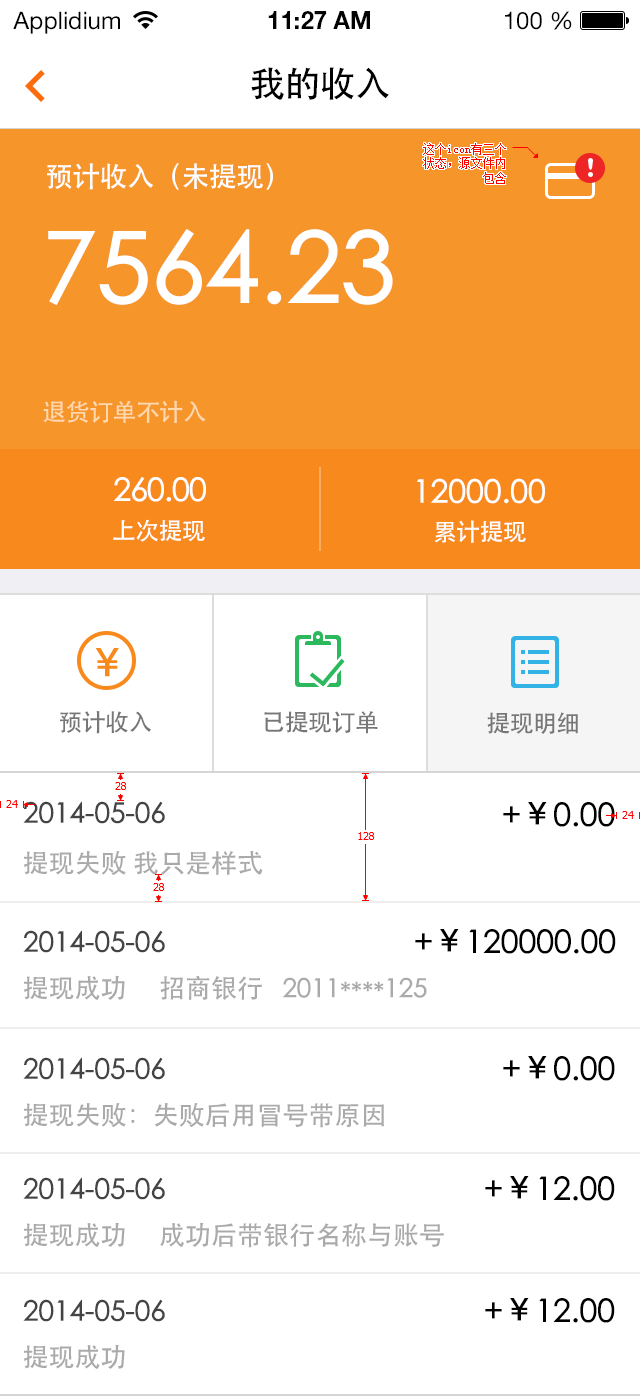 Applidium 11:27 AM 100 %
我的收入
预计收入（未提现）
这个icon有三个
状态，源文件内
包含
!
7564.23
退货订单不计入
260.00 12000.00
上次提现 累计提现
¥
预计收入 已提现订单 提现明细
28
24 2014-05-06 +¥0.00 24
128
提现失败 我只是样式
28
2014-05-06 +¥120000.00
提现成功 招商银行 2011****125
2014-05-06 +¥0.00
提现失败：失败后用冒号带原因
2014-05-06 +¥12.00
提现成功 成功后带银行名称与账号
2014-05-06 +¥12.00
提现成功